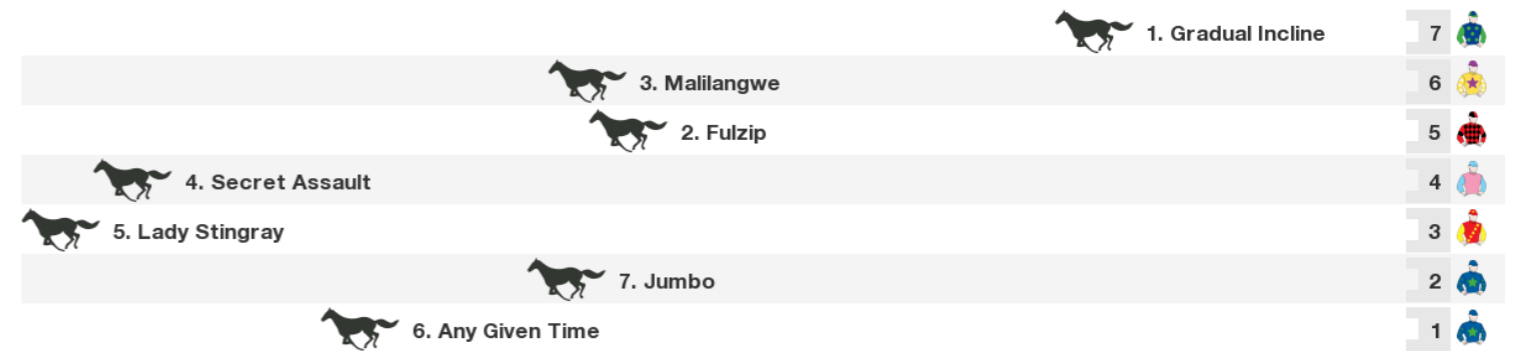 1. Gradual Incline 7
3. Malilangwe 6
2. Fulzip 5
4. Secret Assault 4
5. Lady Stingray 3
7. Jumbo 2
6. Any Given Time 1